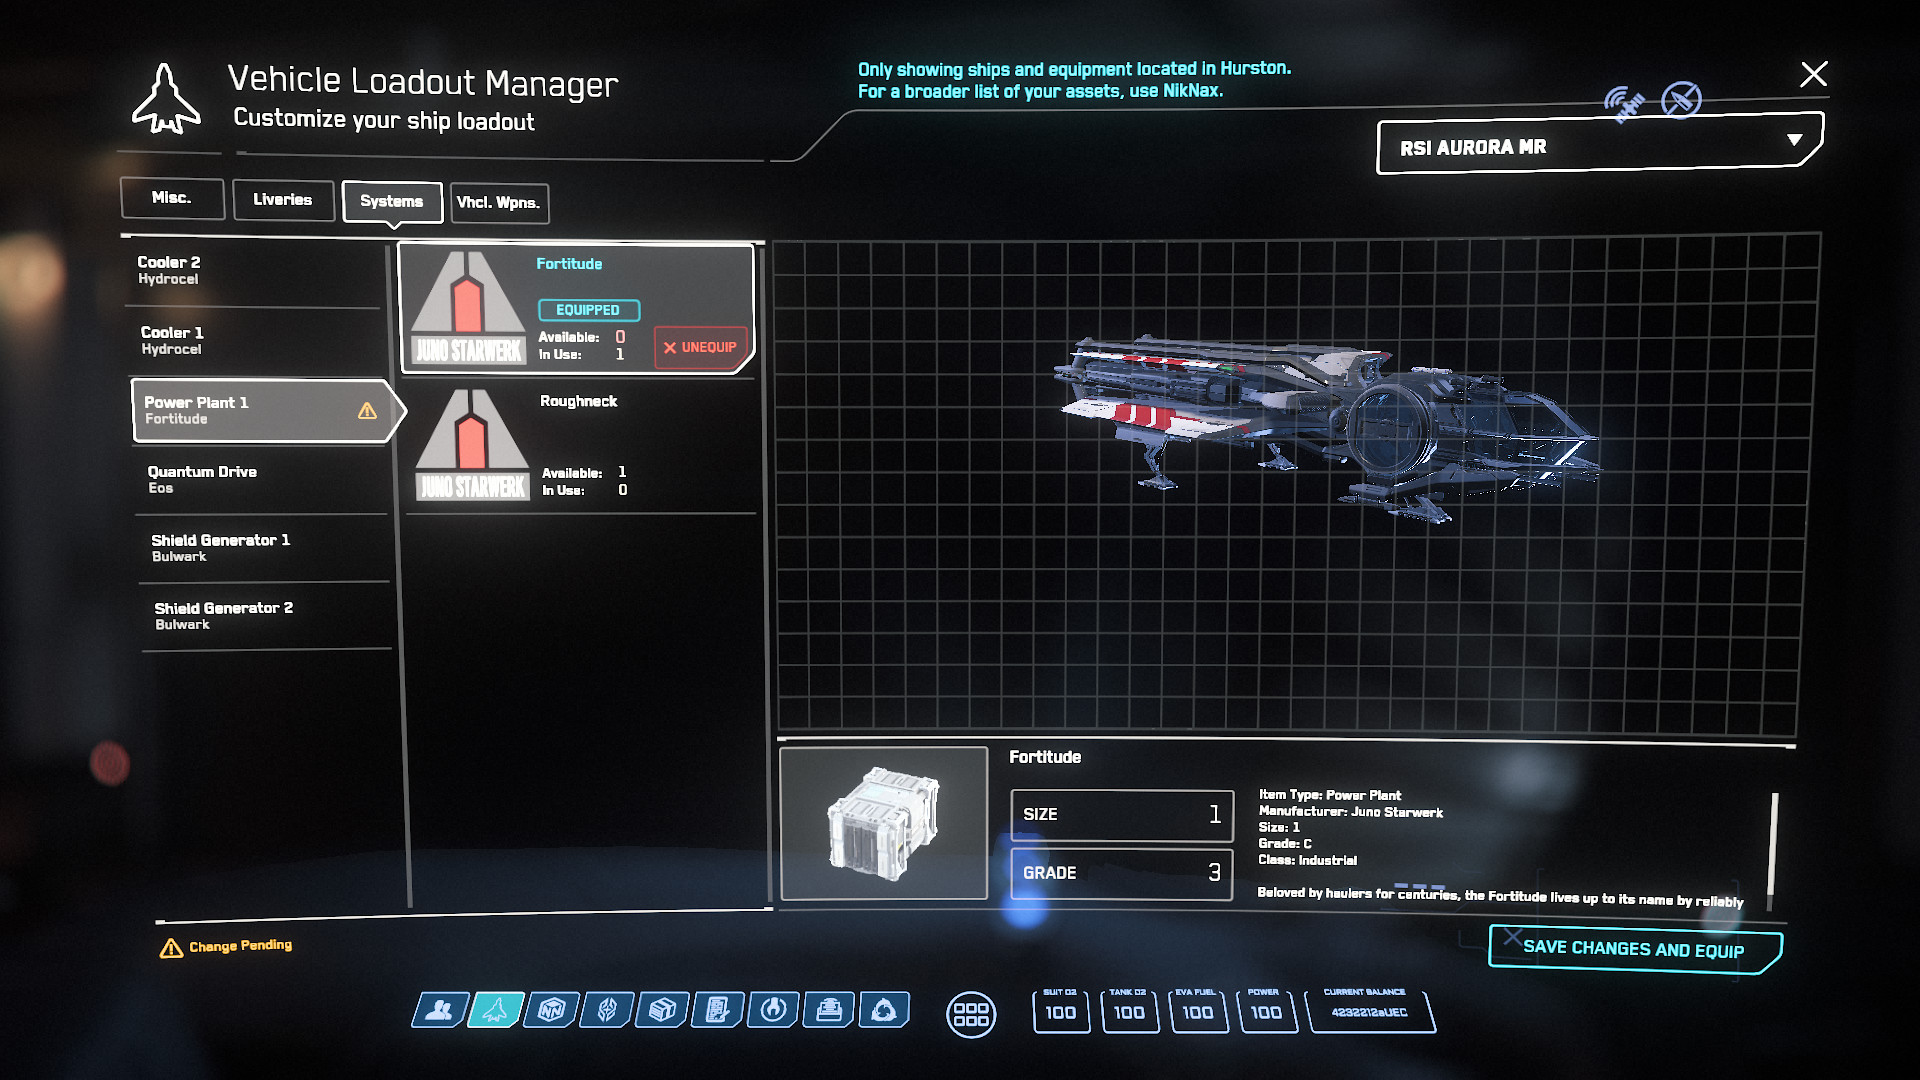 Vehicle Loadout Manager
Customize your ship loadout
Only showing ships and equipment located in Hurston.
For a broader list of your assets, use NikNax.
RSI AURORA MR
Misc.
Liveries
Systems
Vhcl. Wpns.
Cooler 2
Hydrocel
Cooler 1
Hydrocel
Power Plant 1
Fortitude
Quantum Drive
Eos
Shield Generator 1
Bulwark
Shield Generator 2
Bulwark
JUNO STARWERK
Fortitude
EQUIPPED
Available: 0
In Use: 1
UNEQUIP
JUNO STARWERK
Roughneck
Available: 1
In Use: 0
Fortitude
SIZE 1
GRADE 3
Item Type: Power Plant
Manufacturer: Juno Starwerk
Size: 1
Grade: C
Class: Industrial
Beloved by haulers for centuries, the Fortitude lives up to its name by reliably
Change Pending
SAVE CHANGES AND EQUIP
SUIT O2
100
TANK O2
100
EVA FUEL
100
POWER
100
CURRENT BALANCE
4232212aUEC